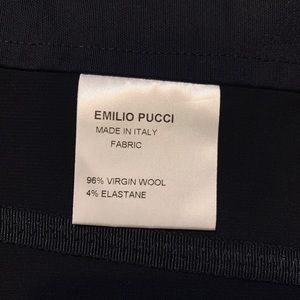 EMILIO PUCCI
MADE IN ITALY
FABRIC
96% VIRGIN WOOL
4% ELASTANE